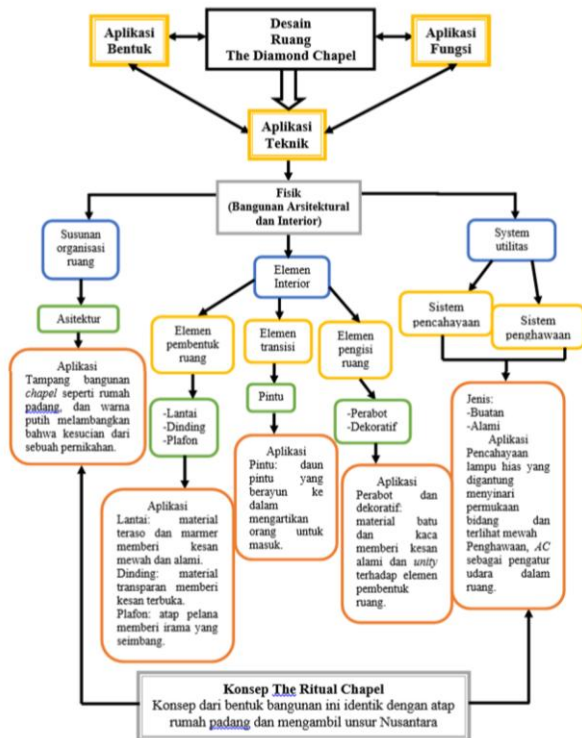 Desain
Ruang
The Diamond Chapel
Aplikasi
Bentuk
Aplikasi
Fungsi
Aplikasi
Teknik
Fisik
(Bangunan Arsitektural
dan Interior)
Susunan
organisasi
ruang
Elemen
Interior
System
utilitas
Asitektur
Elemen
pembentuk
ruang
Elemen
transisi
Elemen
pengisi
ruang
Sistem
pencahayaan
Sistem
penghawaan
Aplikasi
Tampang bangunan
chapel seperti rumah
padang, dan warna
putih melambangkan
bahwa kesucian dari
sebuah pernikahan.
-Lantai
-Dinding
-Plafon
Pintu
-Perabot
-Dekoratif
Aplikasi
Lantai: material
teraso dan marmer
memberi kesan
mewah dan alami.
Dinding: material
transparan memberi
kesan terbuka.
Plafon: atap pelana
memberi irama yang
seimbang.
Aplikasi
Pintu: daun
pintu yang
berayun ke
dalam
mengartikan
orang untuk
masuk.
Aplikasi
Perabot dan
dekoratif:
material batu
dan kaca
memberi kesan
alami dan unity
terhadap elemen
pembentuk
ruang.
Jenis:
-Buatan
-Alami
Aplikasi
Pencahayaan
lampu hias yang
digantung
menyinari
permukaan
bidang dan
terlihat mewah
Penghawaan, AC
sebagai pengatur
udara dalam
ruang.
Konsep The Ritual Chapel
Konsep dari bentuk bangunan ini identik dengan atap
rumah padang dan mengambil unsur Nusantara